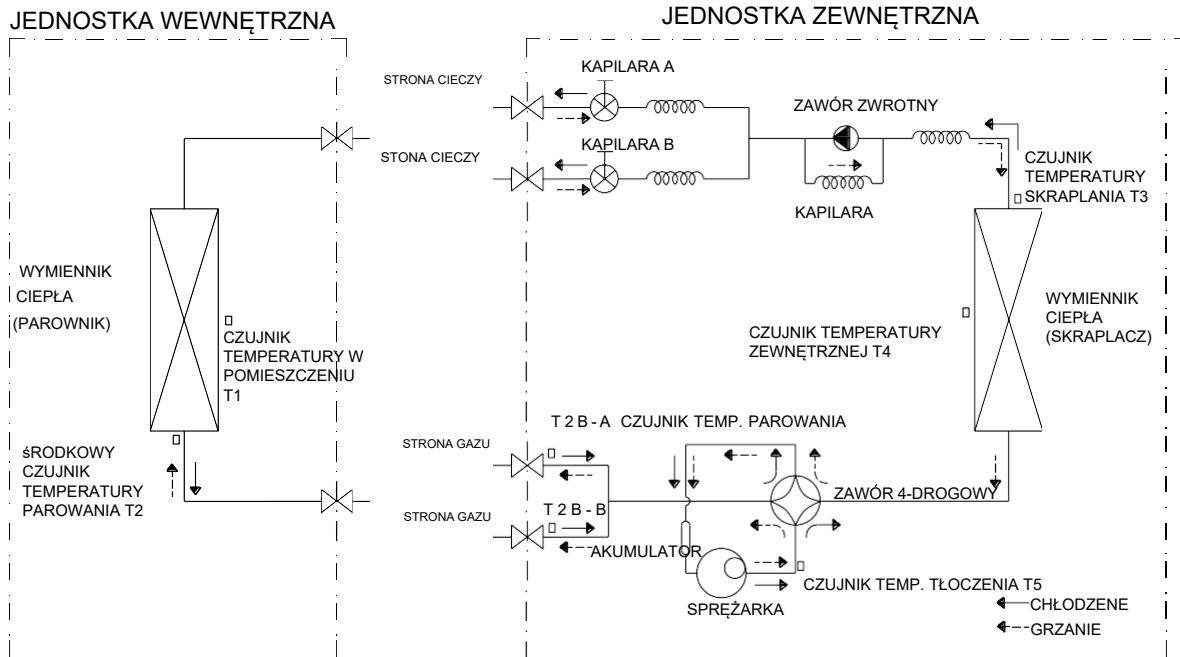 JEDNOSTKA WEWNĘTRZNA
JEDNOSTKA ZEWNĘTRZNA
STRONA CIECZY
KAPILARA A
ZAWÓR ZWROTNY
STONA CIECZY
KAPILARA B
KAPILARA
CZUJNIK
TEMPERATURY
SKRAPLANIA T3
WYMIENNIK
CIEPŁA
(PAROWNIK)
CZUJNIK
TEMPERATURY W
POMIESZCZENIU
T1
CZUJNIK TEMPERATURY
ZEWNĘTRZNEJ T4
WYMIENNIK
CIEPŁA
(SKRAPLACZ)
śRODKOWY
CZUJNIK
TEMPERATURY
PAROWANIA T2
STRONA GAZU
T 2 B - A CZUJNIK TEMP. PAROWANIA
ZAWÓR 4-DROGOWY
STRONA GAZU
T 2 B - B
AKUMULATOR
SPRĘŻARKA
CZUJNIK TEMP. TŁOCZENIA T5
CHŁODZENE
GRZANIE